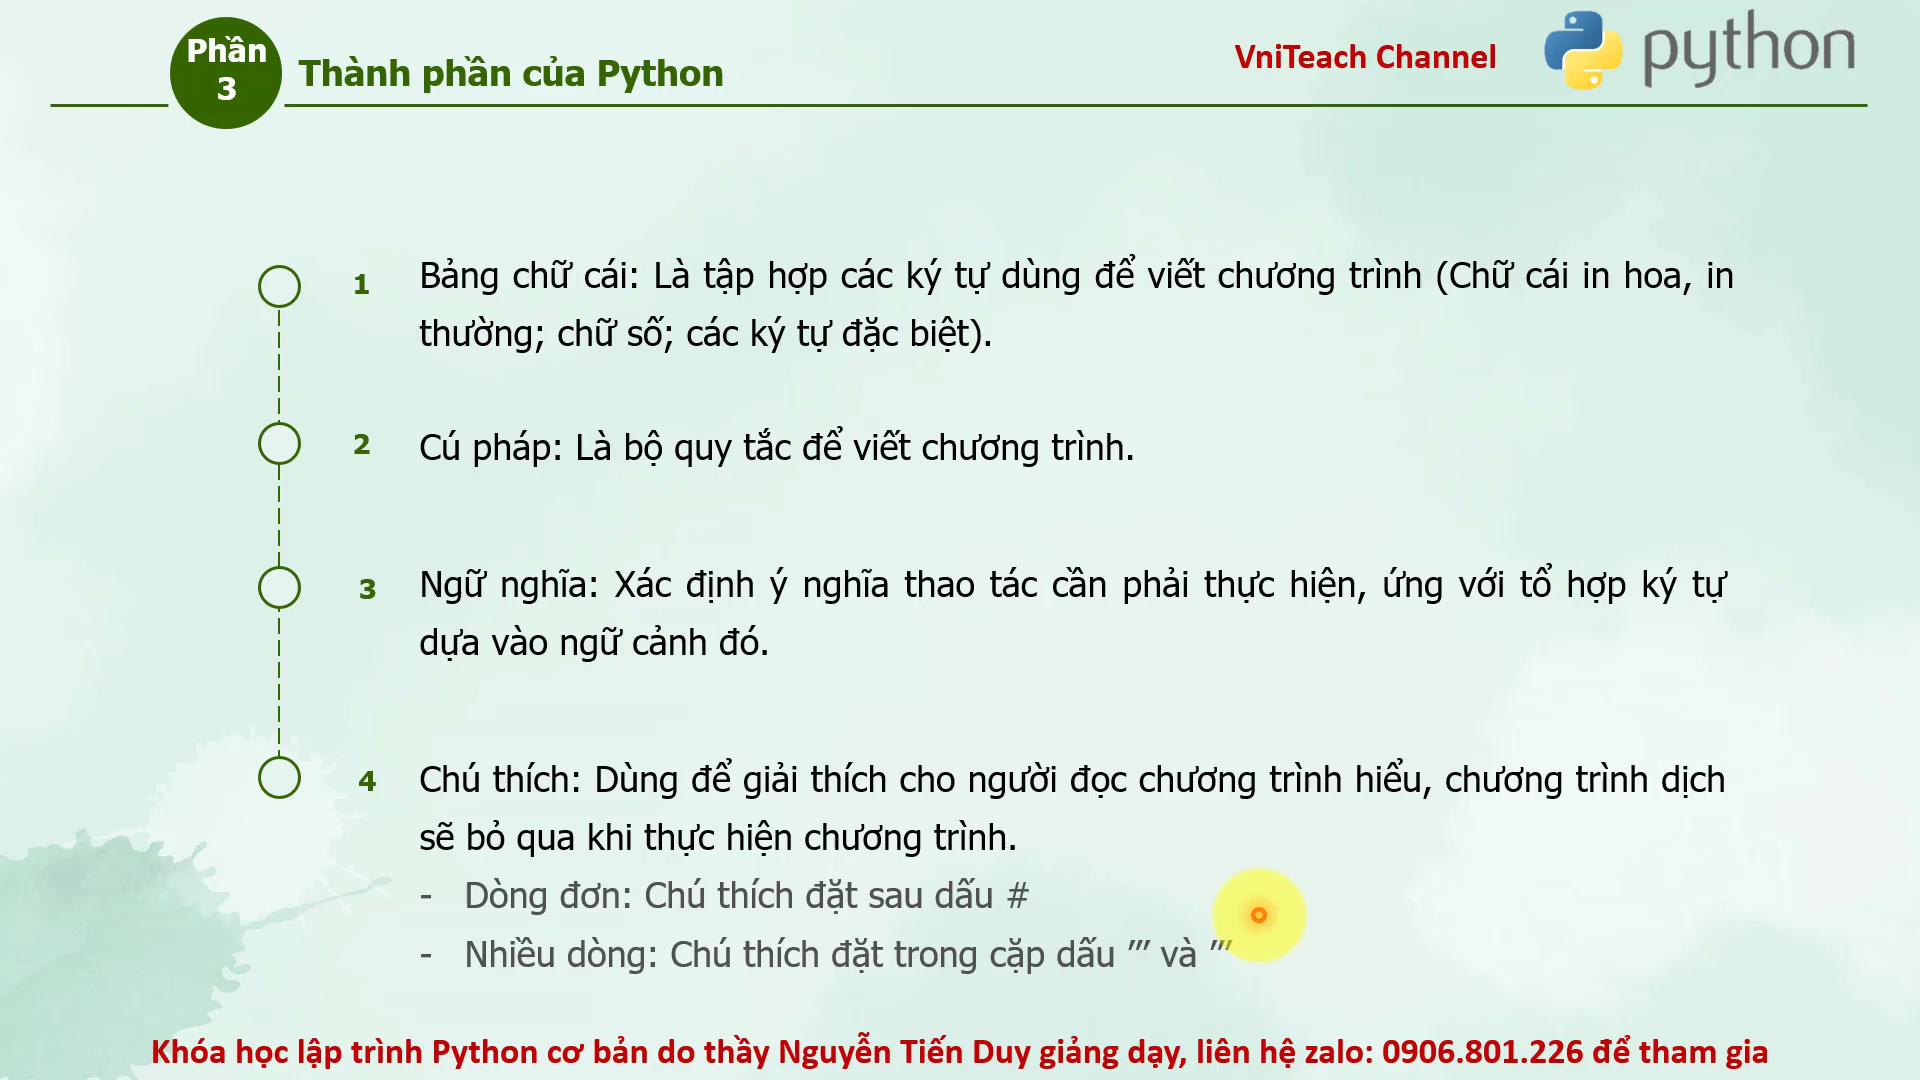 Phần
3
Thành phần của Python
VniTeach Channel
python
1
Bảng chữ cái: Là tập hợp các ký tự dùng để viết chương trình (Chữ cái in hoa, in
thường; chữ số; các ký tự đặc biệt).
2
Cú pháp: Là bộ quy tắc để viết chương trình.
3
Ngữ nghĩa: Xác định ý nghĩa thao tác cần phải thực hiện, ứng với tổ hợp ký tự
dựa vào ngữ cảnh đó.
4
Chú thích: Dùng để giải thích cho người đọc chương trình hiểu, chương trình dịch
sẽ bỏ qua khi thực hiện chương trình.
- Dòng đơn: Chú thích đặt sau dấu #
- Nhiều dòng: Chú thích đặt trong cặp dấu ’’’ và ’’’
Khóa học lập trình Python cơ bản do thầy Nguyễn Tiến Duy giảng dạy, liên hệ zalo: 0906.801.226 để tham gia